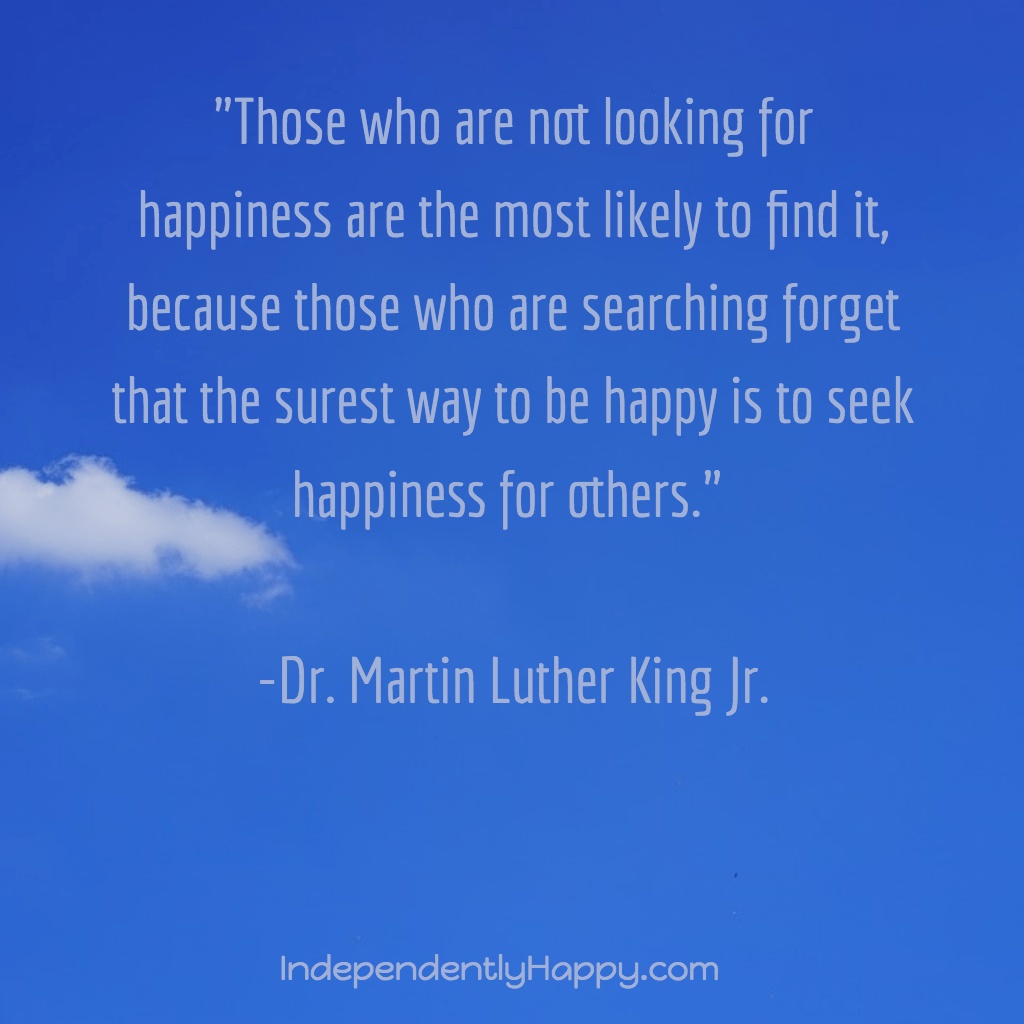 "Those who are not looking for
happiness are the most likely to find it,
because those who are searching forget
that the surest way to be happy is to seek
happiness for others."
-Dr. Martin Luther King Jr.
IndependentlyHappy.com